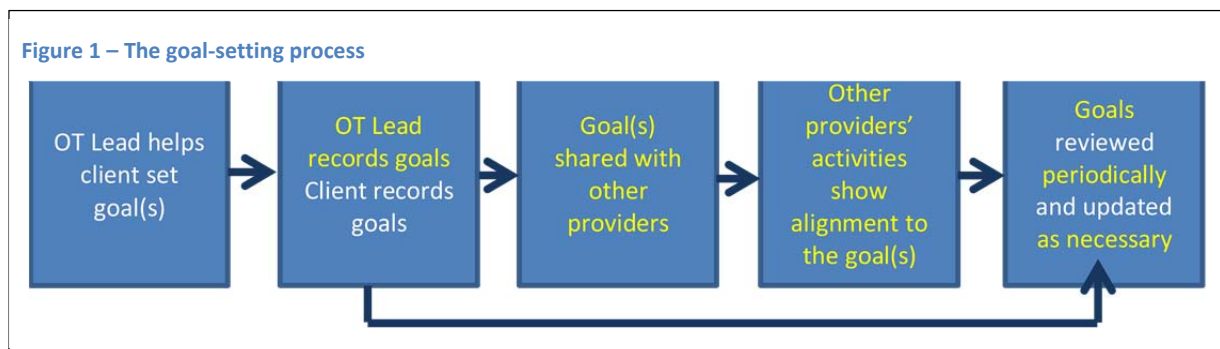 Figure 1 – The goal-setting process
OT Lead helps
client set
goal(s)
OT Lead
records goals
Client records
goals
Goal(s)
shared with
other
providers
Other
providers’
activities
show
alignment to
the goal(s)
Goals
reviewed
periodically
and updated
as necessary